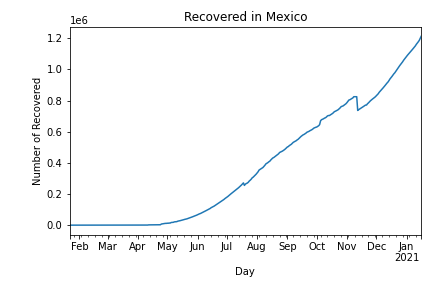 Recovered in Mexico
1e6
1.2
1.0
0.8
0.6
0.4
0.2
0.0
Number of Recovered
Feb Mar Apr May Jun Jul Aug Sep Oct Nov Dec Jan
2021
Day